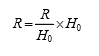 R = R/H₀ × H₀